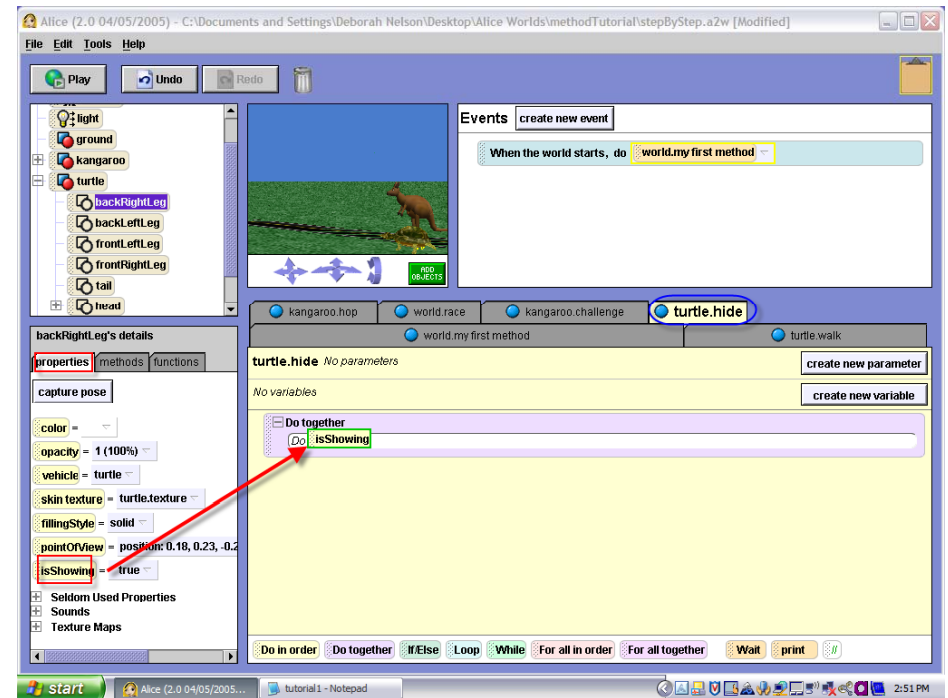 Alice (2.0 04/05/2005) - C:\Documents and Settings\Deborah Nelson\Desktop\Alice Worlds\methodTutorial\stepByStep.a2w [Modified]
File Edit Tools Help
Play Undo Redo
light
ground
kangaroo
turtle
backRightLeg
backLeftLeg
frontLeftLeg
frontRightLeg
tail
head
ADD OBJECTS
Events create new event
When the world starts, do world.my first method
backRightLeg's details
properties methods functions
capture pose
color =
opacity = 1 (100%)
vehicle = turtle
skin texture = turtle.texture
fillingStyle = solid
pointOfView = position: 0.18, 0.23, -0.2
isShowing = true
Seldom Used Properties
Sounds
Texture Maps
kangaroo.hop world.race kangaroo.challenge turtle.hide
world.my first method turtle.walk
turtle.hide No parameters create new parameter
No variables create new variable
Do together
Do isShowing
Do in order Do together If/Else Loop While For all in order For all together Wait print //
start Alice (2.0 04/05/2005... tutorial1 - Notepad 2:51 PM